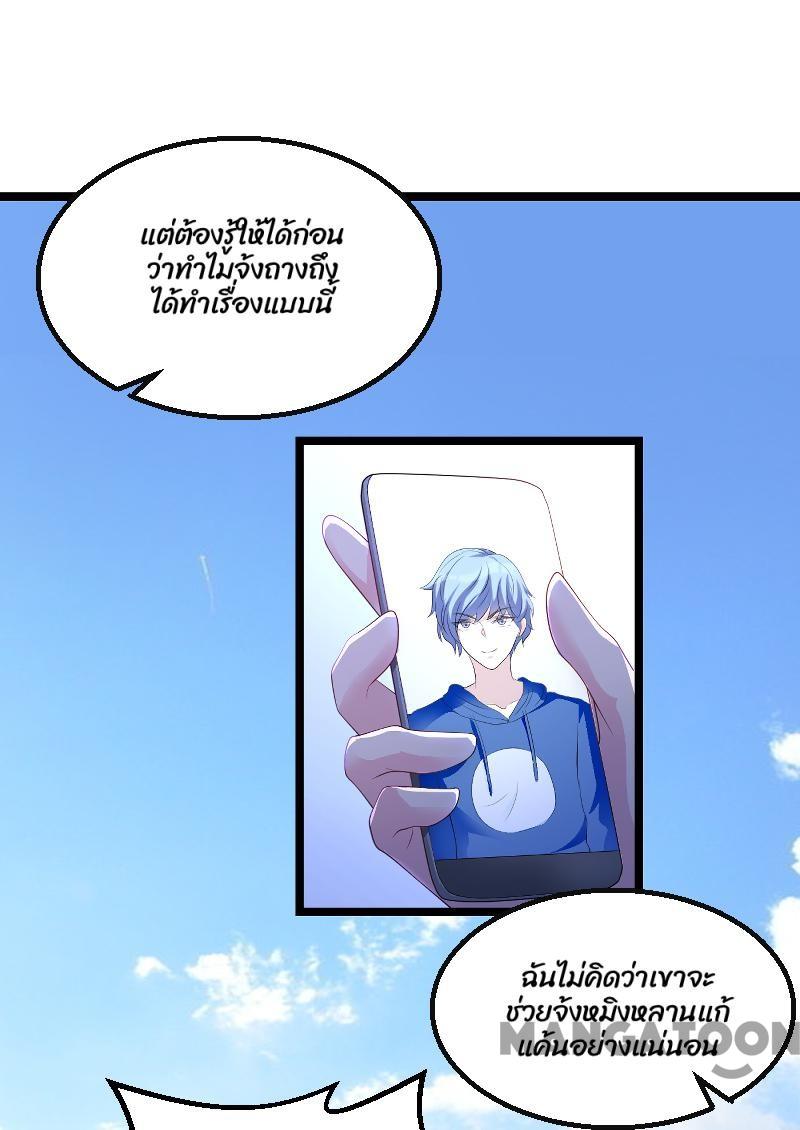 แต่ต้องรู้ให้ได้ก่อน
ว่าทำไมจ้งถางถึง
ได้ทำเรื่องแบบนี้
ฉันไม่คิดว่าเขาจะ
ช่วยจ้งหมิงหลานแก้
แค้นอย่างแน่นอน
MANGATOON